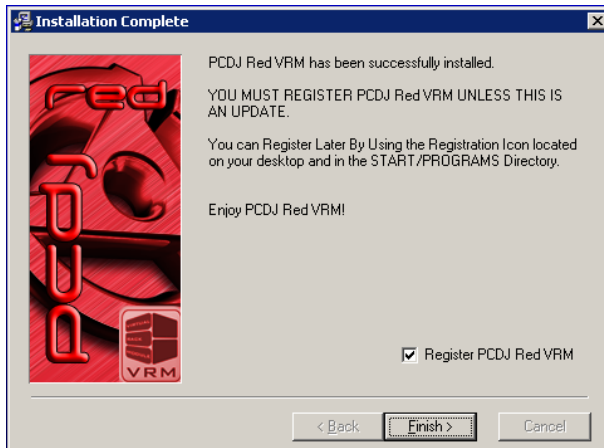 Installation Complete
PCDJ Red VRM has been successfully installed.
YOU MUST REGISTER PCDJ Red VRM UNLESS THIS IS
AN UPDATE.
You can Register Later By Using the Registration Icon located
on your desktop and in the START/PROGRAMS Directory.
Enjoy PCDJ Red VRM!
red
pcdj
VRM
Register PCDJ Red VRM
< Back
Finish >
Cancel